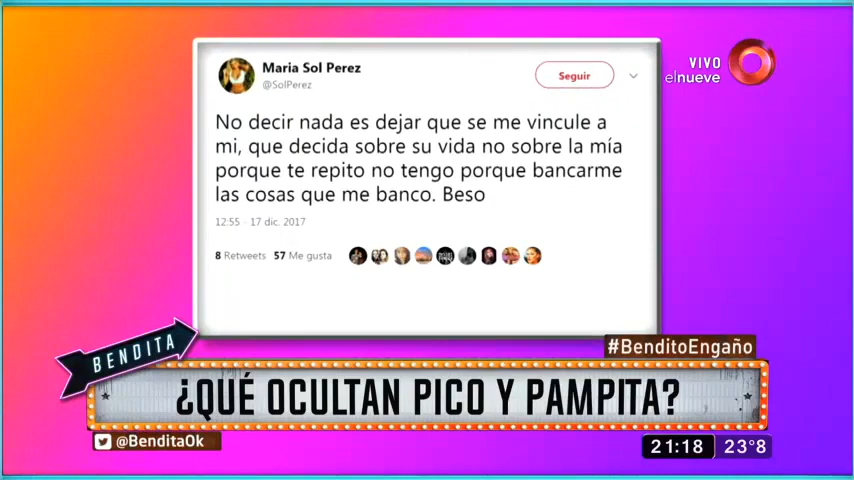 VIVO
elnueve
Maria Sol Perez
@SolPerez
Seguir
No decir nada es dejar que se me vincule a
mi, que decida sobre su vida no sobre la mía
porque te repito no tengo porque bancarme
las cosas que me banco. Beso
12:55 - 17 dic. 2017
8 Retweets 57 Me gusta
#BenditoEngaño
BENDITA
¿QUÉ OCULTAN PICO Y PAMPITA?
@BenditaOk
21:18 23°8